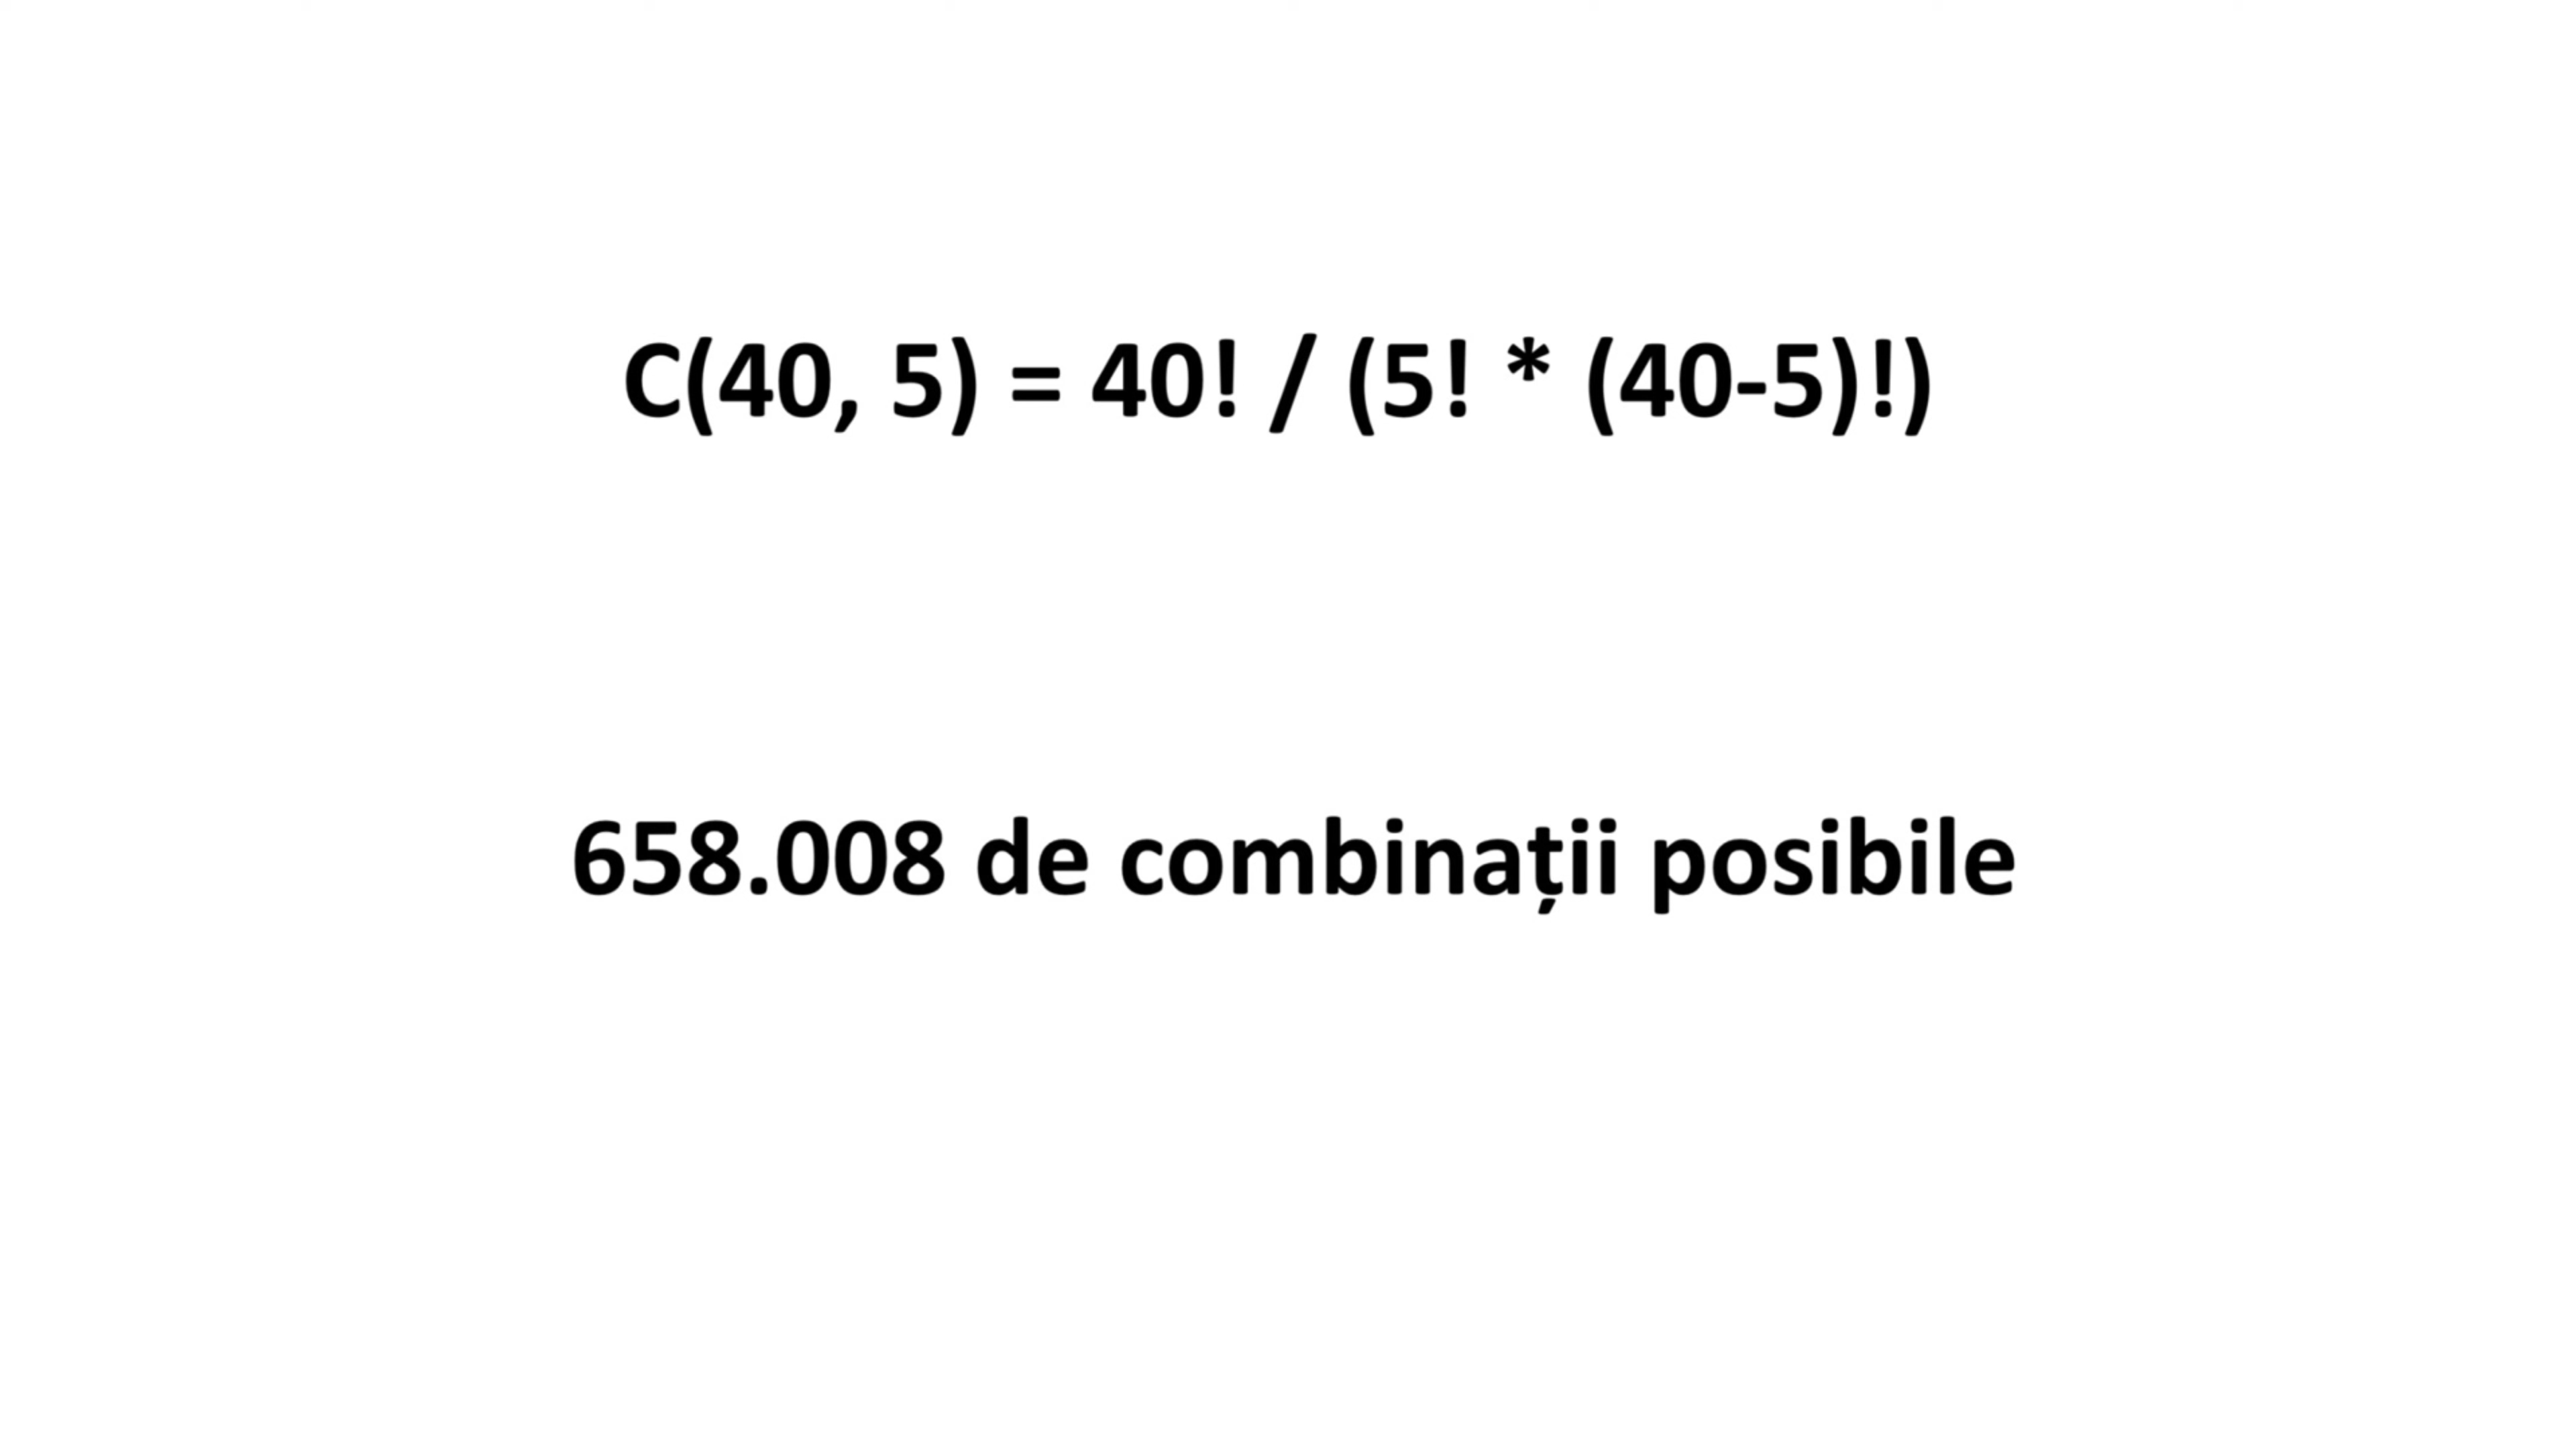 C(40, 5) = 40! / (5! * (40-5)!)
658.008 de combinații posibile